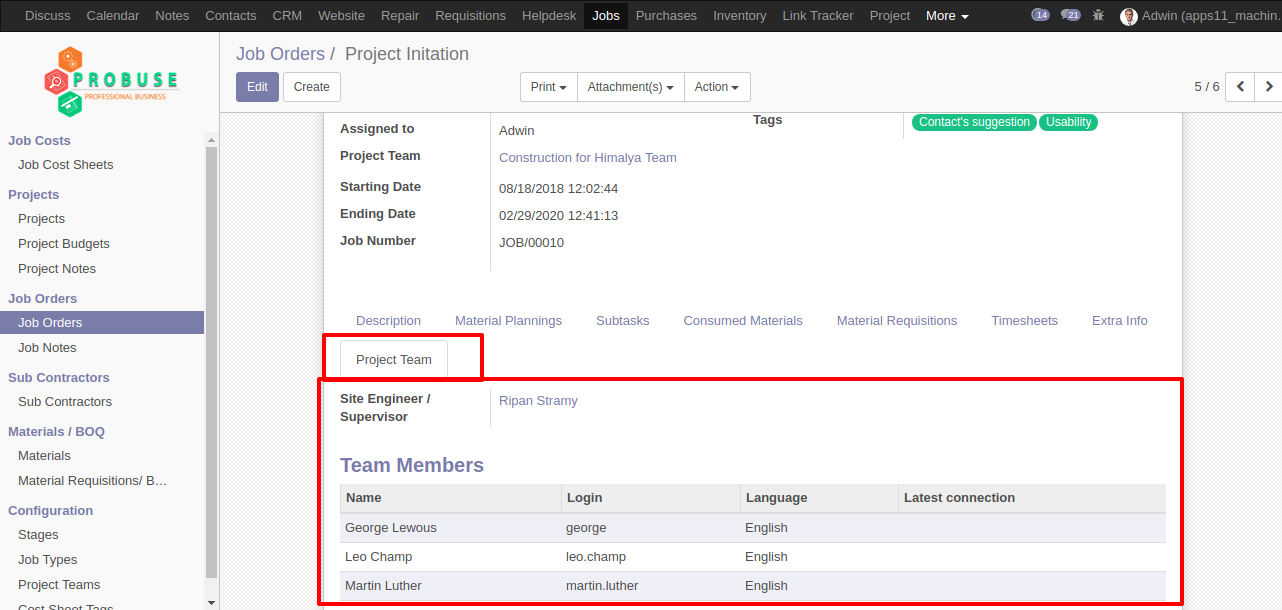 Discuss Calendar Notes Contacts CRM Website Repair Requisitions Helpdesk Jobs Purchases Inventory Link Tracker Project More 14 21 Adwin (apps11_machin.
PROBUSE
PROFESSIONAL BUSINESS
Job Costs
Job Cost Sheets
Projects
Projects
Project Budgets
Project Notes
Job Orders
Job Orders
Job Notes
Sub Contractors
Sub Contractors
Materials / BOQ
Materials
Material Requisitions/ B…
Configuration
Stages
Job Types
Project Teams
Cost Sheet Tags
Job Orders / Project Initation
Edit Create Print Attachment(s) Action 5 / 6
Assigned to Adwin
Tags Contact's suggestion Usability
Project Team Construction for Himalya Team
Starting Date 08/18/2018 12:02:44
Ending Date 02/29/2020 12:41:13
Job Number JOB/00010
Description Material Plannings Subtasks Consumed Materials Material Requisitions Timesheets Extra Info
Project Team
Site Engineer / Ripan Stramy
Supervisor
Team Members
Name Login Language Latest connection
George Lewous george English
Leo Champ leo.champ English
Martin Luther martin.luther English